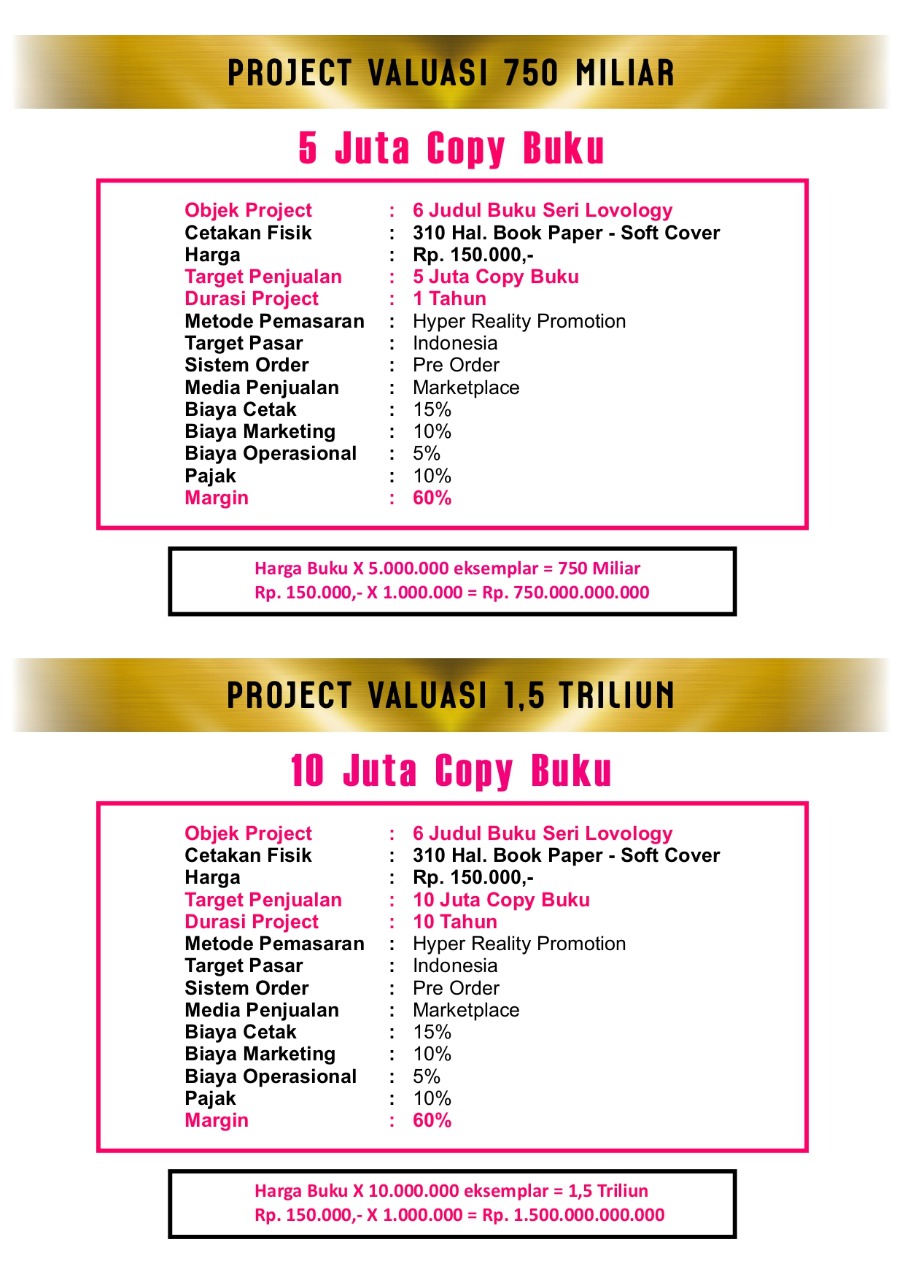 PROJECT VALUASI 750 MILIAR
5 Juta Copy Buku
Objek Project : 6 Judul Buku Seri Lovology
Cetakan Fisik : 310 Hal. Book Paper - Soft Cover
Harga : Rp. 150.000,-
Target Penjualan : 5 Juta Copy Buku
Durasi Project : 1 Tahun
Metode Pemasaran : Hyper Reality Promotion
Target Pasar : Indonesia
Sistem Order : Pre Order
Media Penjualan : Marketplace
Biaya Cetak : 15%
Biaya Marketing : 10%
Biaya Operasional : 5%
Pajak : 10%
Margin : 60%
Harga Buku X 5.000.000 eksemplar = 750 Miliar
Rp. 150.000,- X 1.000.000 = Rp. 750.000.000.000
PROJECT VALUASI 1,5 TRILIUN
10 Juta Copy Buku
Objek Project : 6 Judul Buku Seri Lovology
Cetakan Fisik : 310 Hal. Book Paper - Soft Cover
Harga : Rp. 150.000,-
Target Penjualan : 10 Juta Copy Buku
Durasi Project : 10 Tahun
Metode Pemasaran : Hyper Reality Promotion
Target Pasar : Indonesia
Sistem Order : Pre Order
Media Penjualan : Marketplace
Biaya Cetak : 15%
Biaya Marketing : 10%
Biaya Operasional : 5%
Pajak : 10%
Margin : 60%
Harga Buku X 10.000.000 eksemplar = 1,5 Triliun
Rp. 150.000,- X 1.000.000 = Rp. 1.500.000.000.000